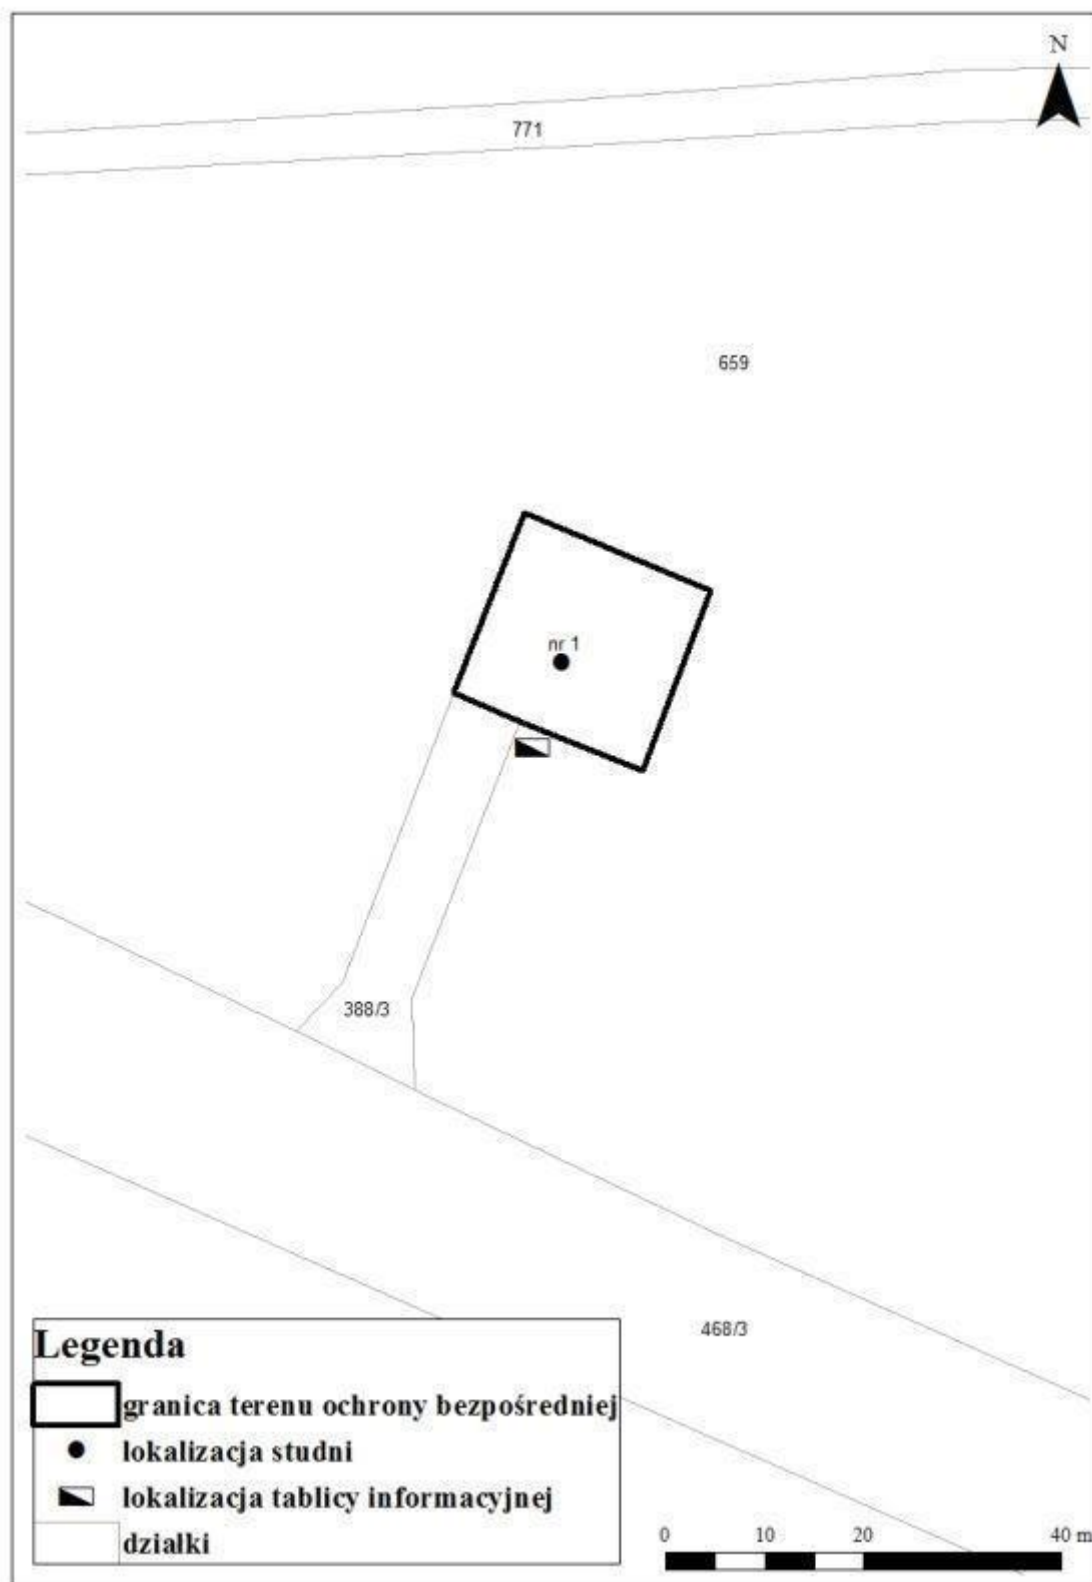 N
771
659
nr 1
388/3
468/3
Legenda
granica terenu ochrony bezpośredniej
lokalizacja studni
lokalizacja tablicy informacyjnej
działki
0 10 20 40 m